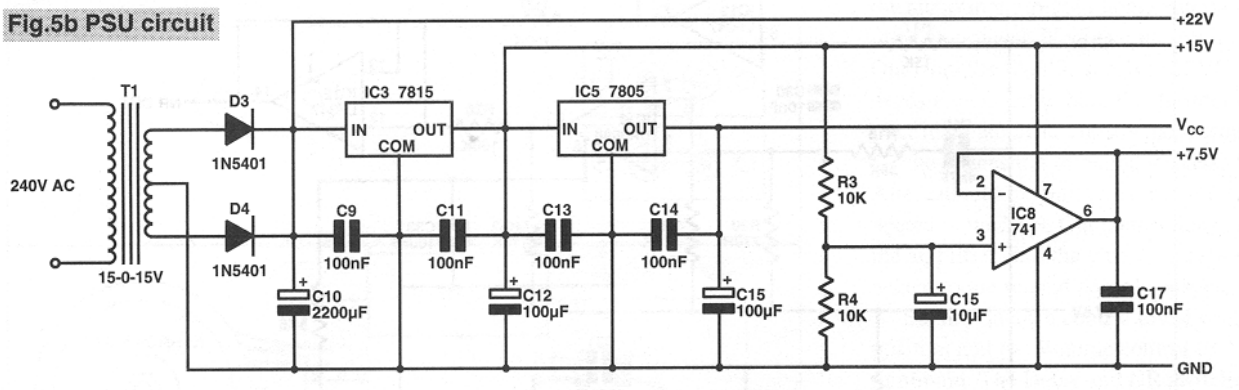 Fig.5b PSU circuit
+22V
+15V
T1
D3
1N5401
IC3 7815
IN
OUT
COM
IC5 7805
IN
OUT
COM
VCC
+7.5V
240V AC
15-0-15V
D4
1N5401
C9
100nF
C11
100nF
C13
100nF
C14
100nF
C10
2200µF
+
C12
100µF
+
C15
100µF
+
R3
10K
R4
10K
C15
10µF
+
2
−
3
+
IC8
741
7
6
4
C17
100nF
GND